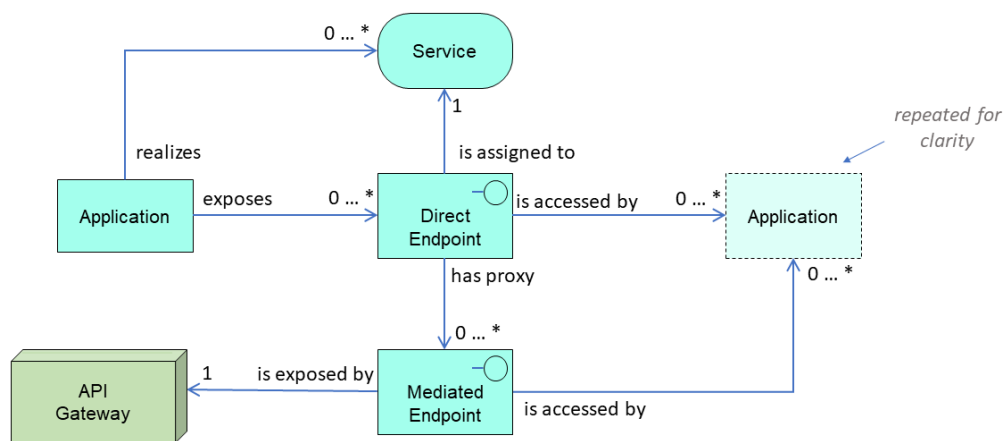 0 ... *
Service
1
repeated for
clarity
realizes
is assigned to
Application
exposes
0 ... *
Direct
Endpoint
is accessed by
0 ... *
Application
has proxy
0 ... *
0 ... *
API
Gateway
1
is exposed by
Mediated
Endpoint
is accessed by